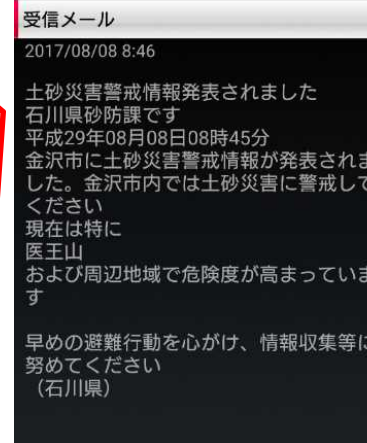 受信メール
2017/08/08 8:46
土砂災害警戒情報発表されました
石川県砂防課です
平成29年08月08日08時45分
金沢市に土砂災害警戒情報が発表されま
した。金沢市内では土砂災害に警戒して
ください
現在は特に
医王山
および周辺地域で危険度が高まっていま
す
早めの避難行動を心がけ、情報収集等に
努めてください
（石川県）